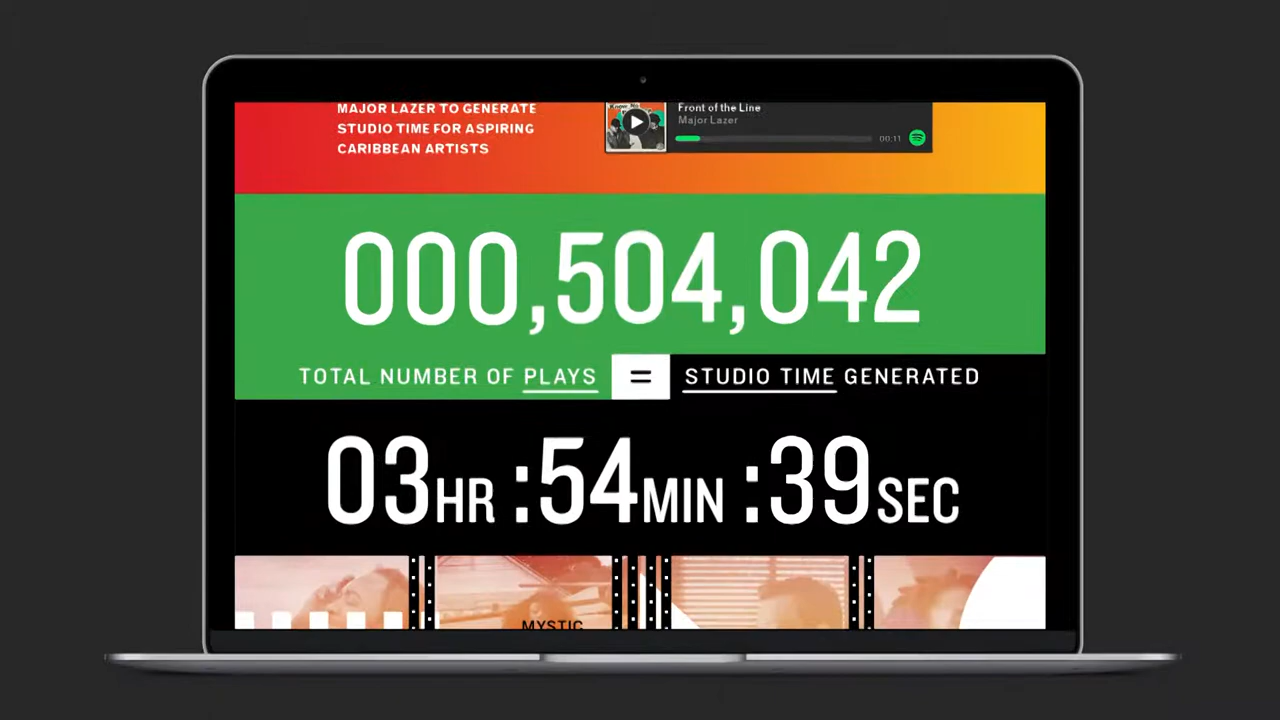 MAJOR LAZER TO GENERATE
STUDIO TIME FOR ASPIRING
CARIBBEAN ARTISTS
Front of the Line
Major Lazer
00:11
000,504,042
TOTAL NUMBER OF PLAYS = STUDIO TIME GENERATED
03HR :54MIN :39SEC
MYSTIC